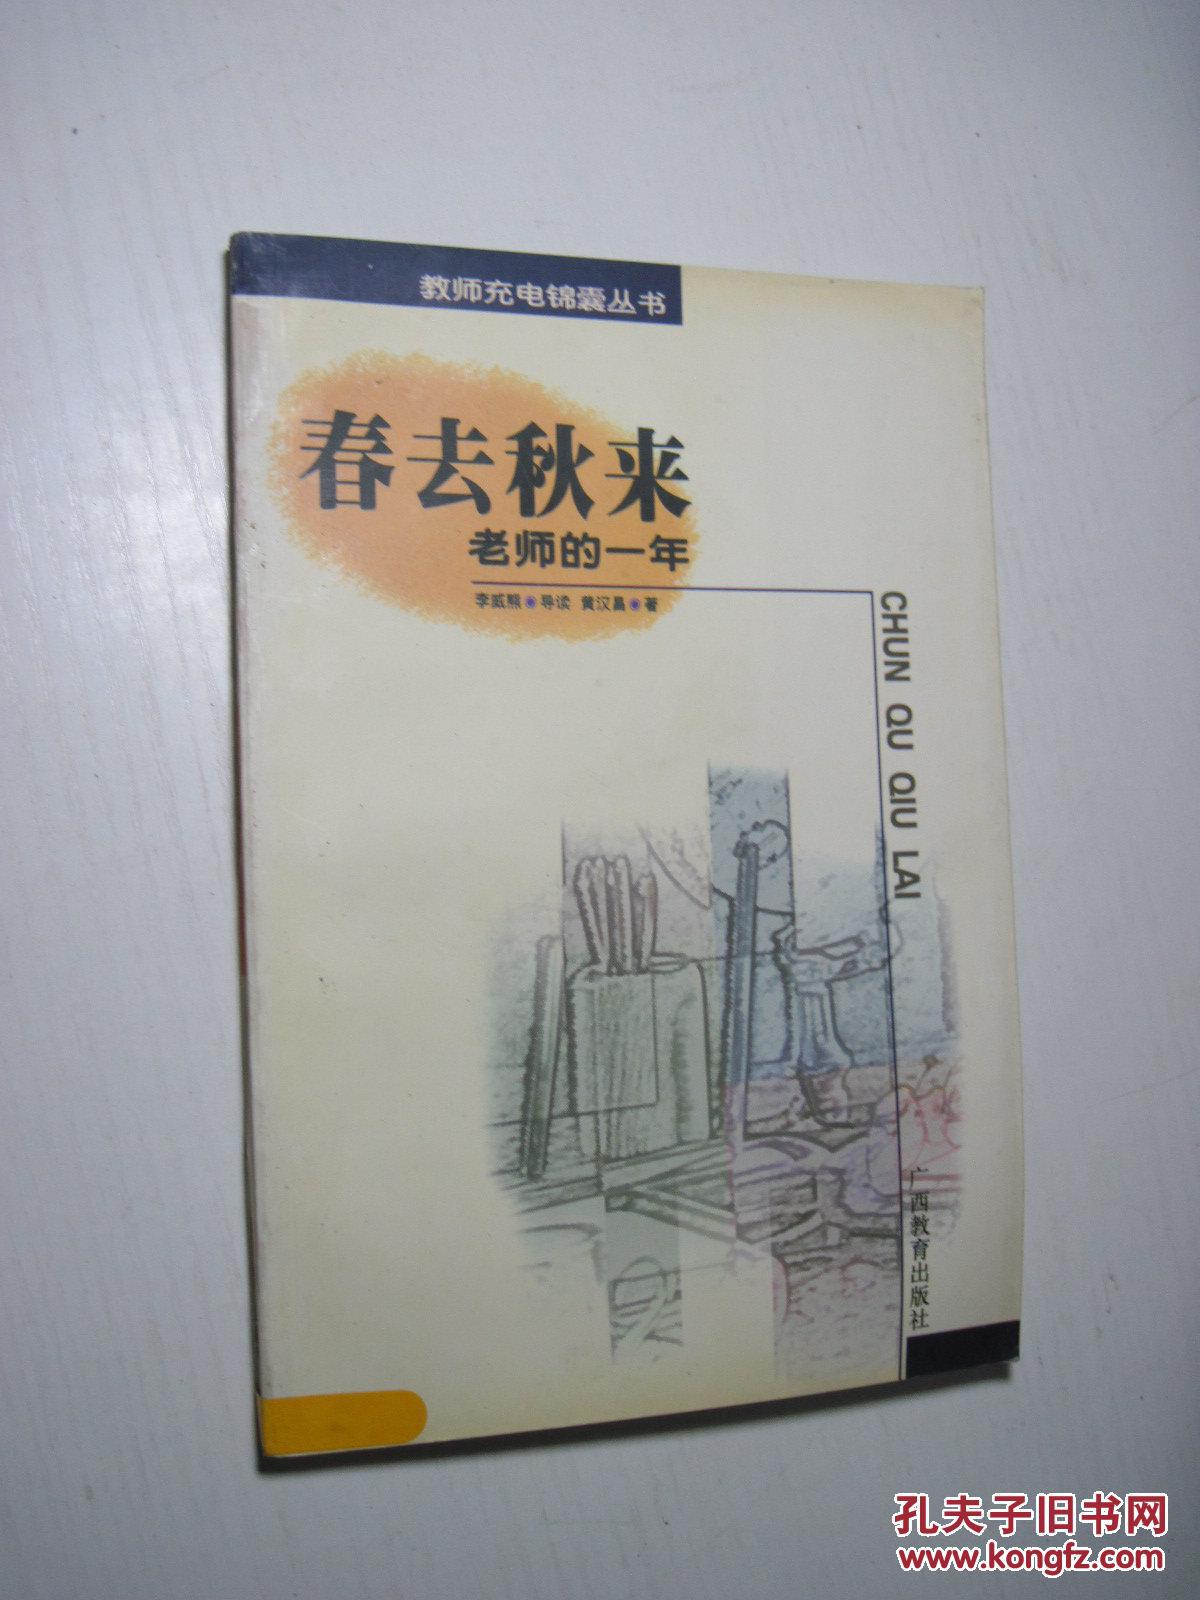 教师充电锦囊丛书
春去秋来
老师的一年
李威熊●导读 黄汉昌●著
CHUN QU QIU LAI
广西教育出版社
孔夫子旧书网
www.kongfz.com